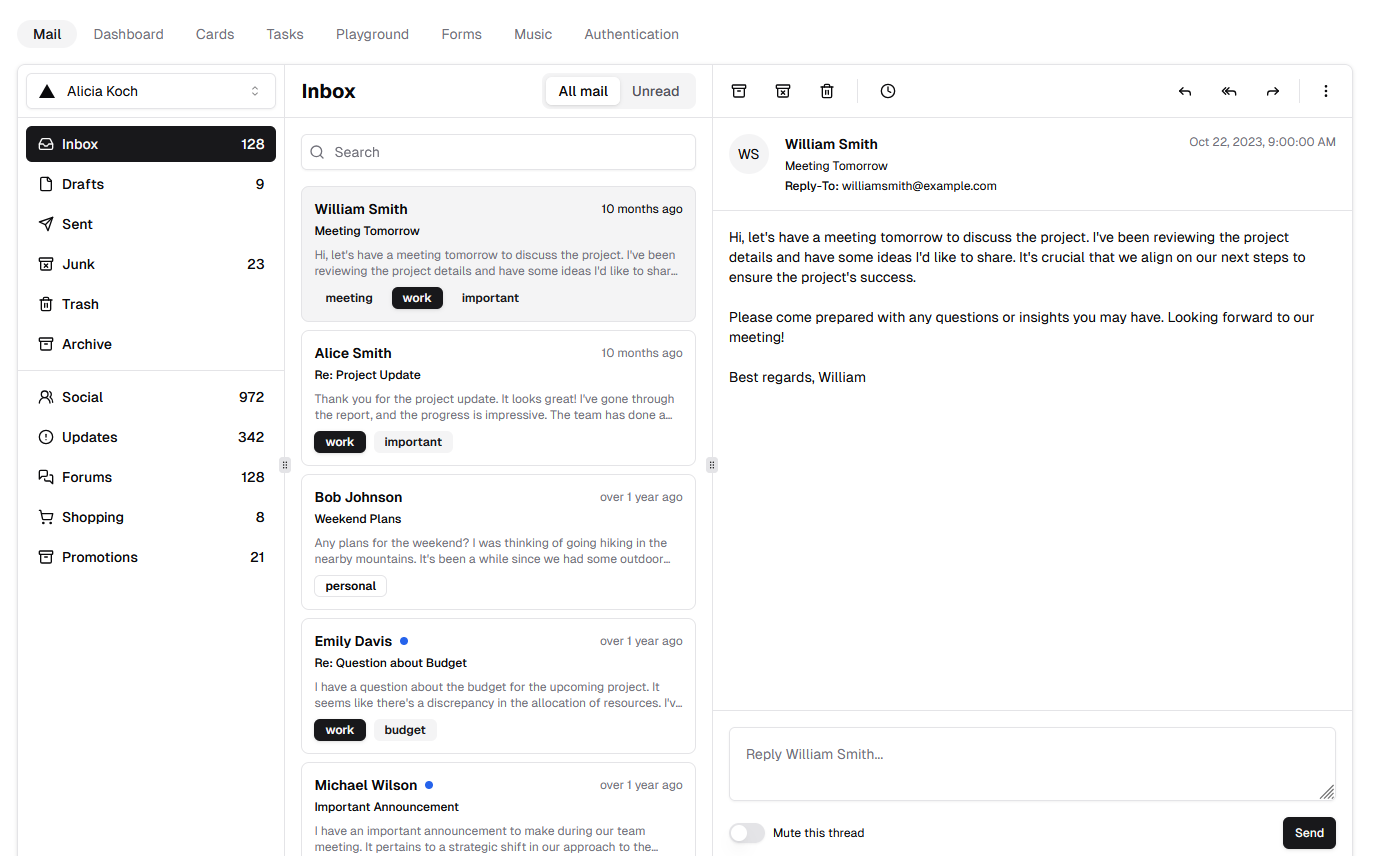 Mail Dashboard Cards Tasks Playground Forms Music Authentication
Alicia Koch
Inbox 128
Drafts 9
Sent
Junk 23
Trash
Archive
Social 972
Updates 342
Forums 128
Shopping 8
Promotions 21
Inbox
All mail Unread
Search
William Smith 10 months ago
Meeting Tomorrow
Hi, let's have a meeting tomorrow to discuss the project. I've been
reviewing the project details and have some ideas I'd like to shar...
meeting work important
Alice Smith 10 months ago
Re: Project Update
Thank you for the project update. It looks great! I've gone through
the report, and the progress is impressive. The team has done a...
work important
Bob Johnson over 1 year ago
Weekend Plans
Any plans for the weekend? I was thinking of going hiking in the
nearby mountains. It's been a while since we had some outdoor...
personal
Emily Davis over 1 year ago
Re: Question about Budget
I have a question about the budget for the upcoming project. It
seems like there's a discrepancy in the allocation of resources. I'v...
work budget
Michael Wilson over 1 year ago
Important Announcement
I have an important announcement to make during our team
meeting. It pertains to a strategic shift in our approach to the...
WS
William Smith Oct 22, 2023, 9:00:00 AM
Meeting Tomorrow
Reply-To: williamsmith@example.com
Hi, let's have a meeting tomorrow to discuss the project. I've been reviewing the project
details and have some ideas I'd like to share. It's crucial that we align on our next steps to
ensure the project's success.
Please come prepared with any questions or insights you may have. Looking forward to our
meeting!
Best regards, William
Reply William Smith...
Mute this thread Send